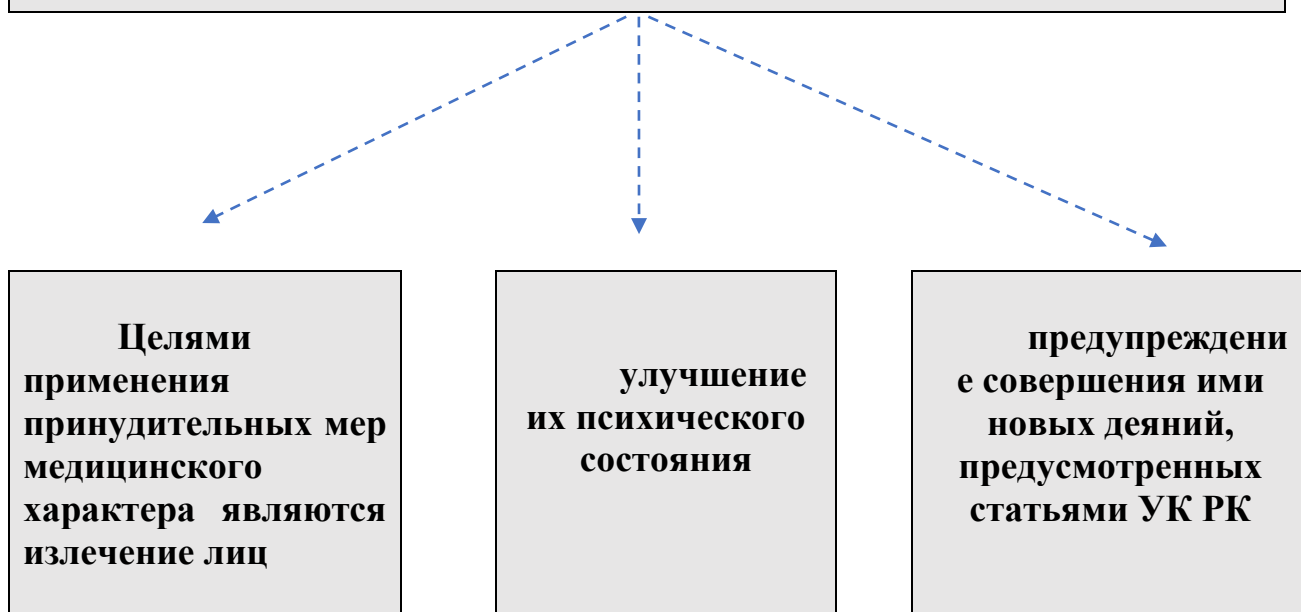 Целями
применения
принудительных мер
медицинского
характера являются
излечение лиц
улучшение
их психического
состояния
предупреждени
е совершения ими
новых деяний,
предусмотренных
статьями УК РК